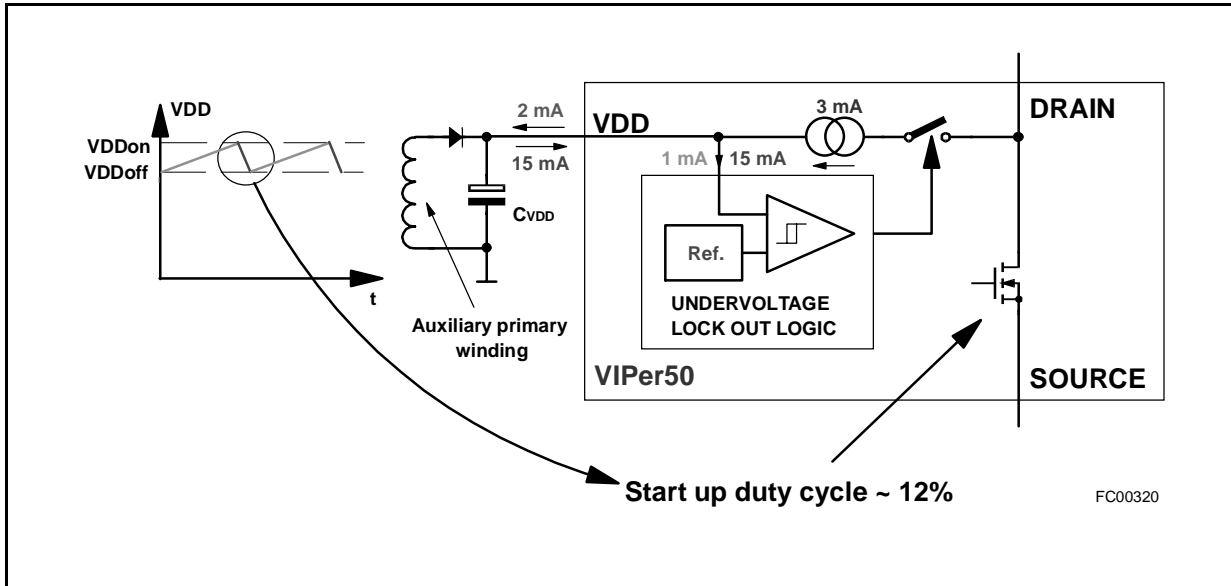 VDD
VDDon
VDDoff
t
2 mA
15 mA
CVDD
Auxiliary primary
winding
VDD
3 mA
DRAIN
1 mA 15 mA
Ref.
UNDERVOLTAGE
LOCK OUT LOGIC
VIPer50
SOURCE
Start up duty cycle ~ 12%
FC00320